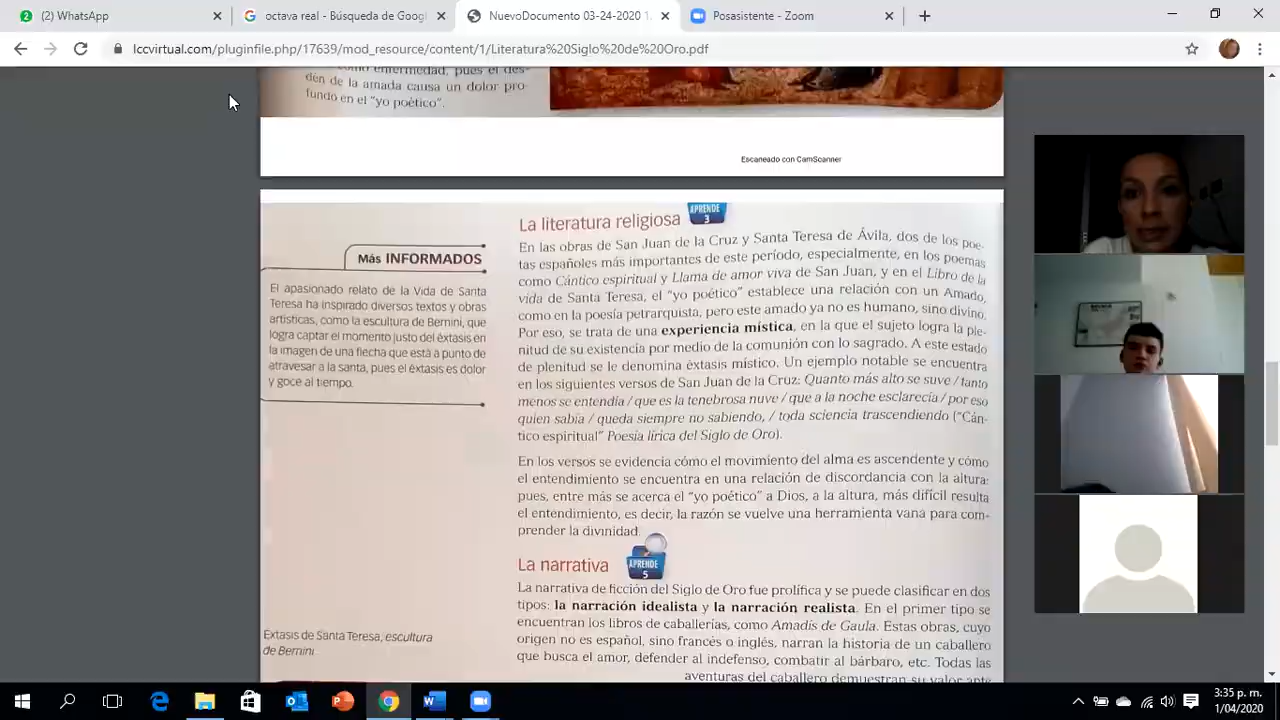 (2) WhatsApp
octava real - Búsqueda de Googl
NuevoDocumento 03-24-2020 1
Posasistente - Zoom
lccvirtual.com/pluginfile.php/17639/mod_resource/content/1/Literatura%20Siglo%20de%20Oro.pdf
como enfermedad, pues el des-
dén de la amada causa un dolor pro-
fundo en el "yo poético".
Escaneado con CamScanner
La literatura religiosa
APRENDE
3
Más INFORMADOS
El apasionado relato de la Vida de Santa
Teresa ha inspirado diversos textos y obras
artísticas, como la escultura de Bernini, que
logra captar el momento justo del éxtasis en
la imagen de una flecha que está a punto de
atravesar a la santa, pues el éxtasis es dolor
y goce al tiempo.
En las obras de San Juan de la Cruz y Santa Teresa de Ávila, dos de los poe-
tas españoles más importantes de este período, especialmente, en los poemas
como Cántico espiritual y Llama de amor viva de San Juan, y en el Libro de la
vida de Santa Teresa, el "yo poético" establece una relación con un Amado,
como en la poesía petrarquista, pero este amado ya no es humano, sino divino.
Por eso, se trata de una experiencia mística, en la que el sujeto logra la ple-
nitud de su existencia por medio de la comunión con lo sagrado. A este estado
de plenitud se le denomina éxtasis místico. Un ejemplo notable se encuentra
en los siguientes versos de San Juan de la Cruz: Quanto más alto se suve / tanto
menos se entendía / que es la tenebrosa nuve / que a la noche esclarecía / por eso
quien sabía / queda siempre no sabiendo, / toda sciencia trascendiendo ("Cán-
tico espiritual" Poesía lírica del Siglo de Oro).
En los versos se evidencia cómo el movimiento del alma es ascendente y cómo
el entendimiento se encuentra en una relación de discordancia con la altura:
pues, entre más se acerca el "yo poético" a Dios, a la altura, más difícil resulta
el entendimiento, es decir, la razón se vuelve una herramienta vana para com-
prender la divinidad.
La narrativa
APRENDE
5
La narrativa de ficción del Siglo de Oro fue prolífica y se puede clasificar en dos
tipos: la narración idealista y la narración realista. En el primer tipo se
encuentran los libros de caballerías, como Amadís de Gaula. Estas obras, cuyo
origen no es español, sino francés o inglés, narran la historia de un caballero
que busca el amor, defender al indefenso, combatir al bárbaro, etc. Todas las
aventuras del caballero demuestran su valor ante
Éxtasis de Santa Teresa, escultura
de Bernini.
3:35 p. m.
1/04/2020